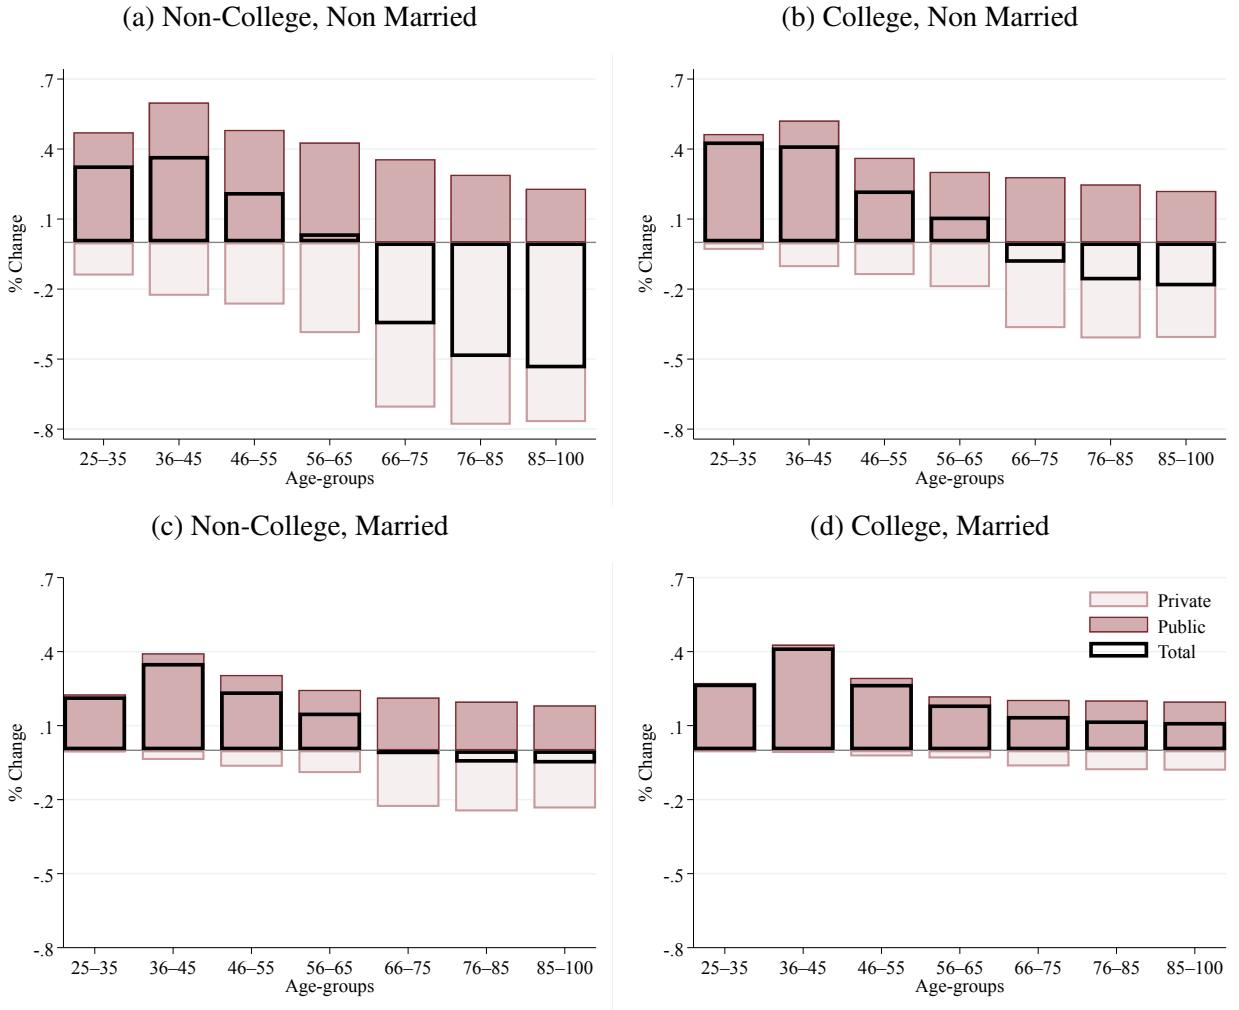 (a) Non-College, Non Married
.7
.4
.1
-.2
-.5
-.8
% Change
25–35 36–45 46–55 56–65 66–75 76–85 85–100
Age-groups
(b) College, Non Married
.7
.4
.1
-.2
-.5
-.8
% Change
25–35 36–45 46–55 56–65 66–75 76–85 85–100
Age-groups
(c) Non-College, Married
.7
.4
.1
-.2
-.5
-.8
% Change
25–35 36–45 46–55 56–65 66–75 76–85 85–100
Age-groups
(d) College, Married
.7
.4
.1
-.2
-.5
-.8
% Change
Private
Public
Total
25–35 36–45 46–55 56–65 66–75 76–85 85–100
Age-groups